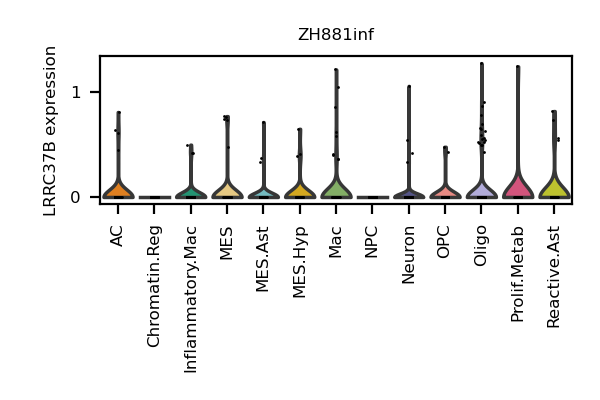 ZH881inf
LRRC37B expression
1
0
AC
Chromatin.Reg
Inflammatory.Mac
MES
MES.Ast
MES.Hyp
Mac
NPC
Neuron
OPC
Oligo
Prolif.Metab
Reactive.Ast